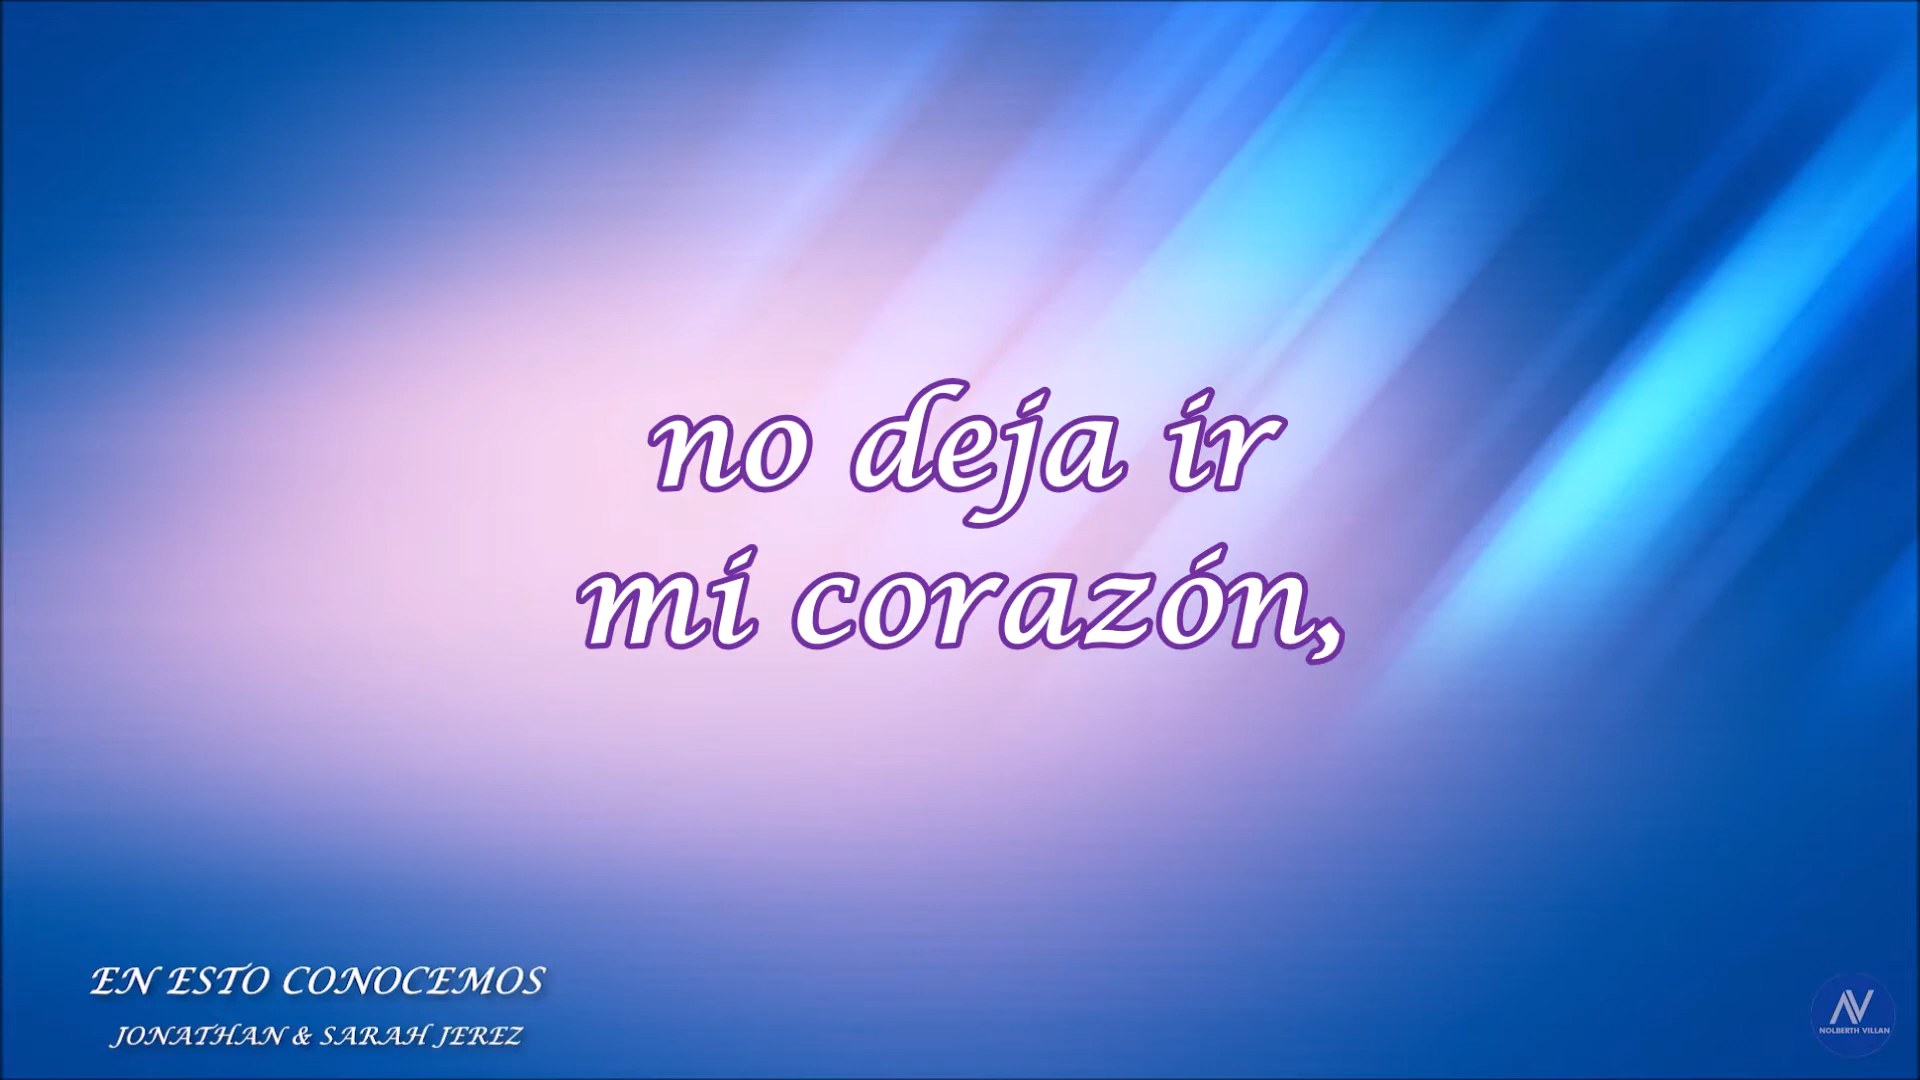 no deja ir
mi corazón,
EN ESTO CONOCEMOS
JONATHAN & SARAH JEREZ
NOLBERTH VILLAN